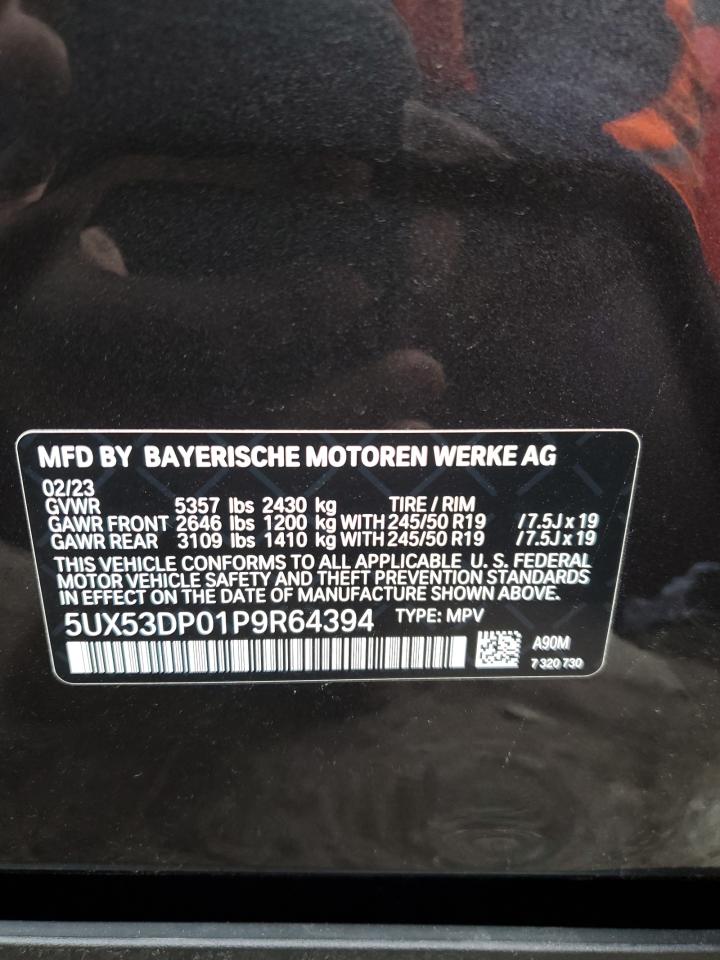 MFD BY BAYERISCHE MOTOREN WERKE AG
02/23
GVWR 5357 lbs 2430 kg TIRE / RIM
GAWR FRONT 2646 lbs 1200 kg WITH 245/50 R19 /7.5J x 19
GAWR REAR 3109 lbs 1410 kg WITH 245/50 R19 /7.5J x 19
THIS VEHICLE CONFORMS TO ALL APPLICABLE U. S. FEDERAL
MOTOR VEHICLE SAFETY AND THEFT PREVENTION STANDARDS
IN EFFECT ON THE DATE OF MANUFACTURE SHOWN ABOVE.
5UX53DP01P9R64394 TYPE: MPV
A90M
7 320 730